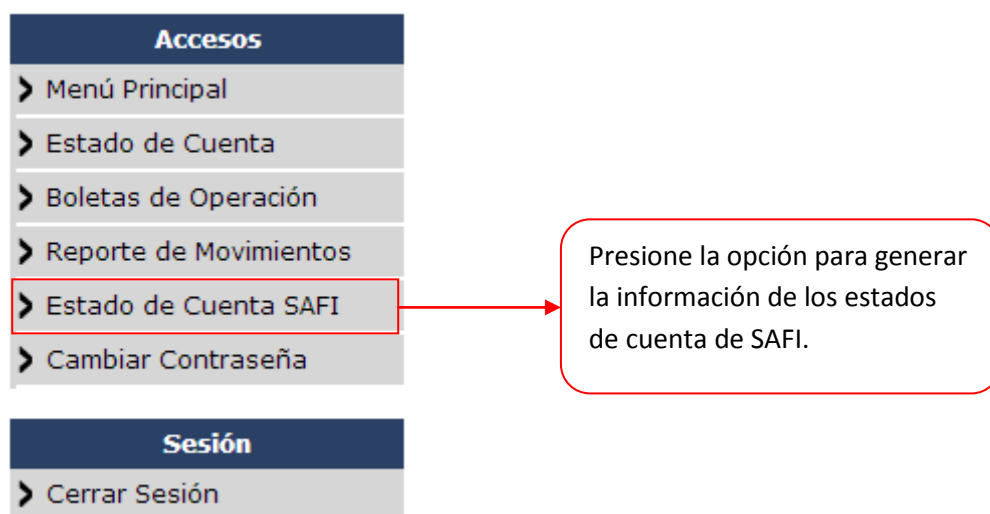 Accesos
Menú Principal
Estado de Cuenta
Boletas de Operación
Reporte de Movimientos
Estado de Cuenta SAFI
Cambiar Contraseña
Presione la opción para generar
la información de los estados
de cuenta de SAFI.
Sesión
Cerrar Sesión